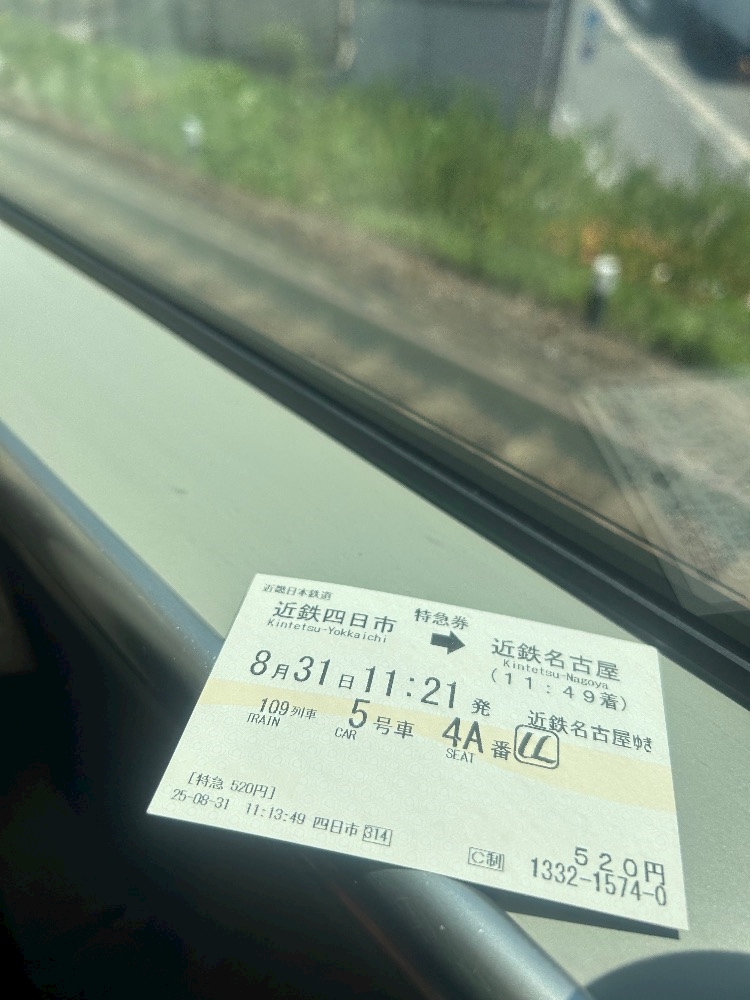 近畿日本鉄道
近鉄四日市 特急券 ➡ 近鉄名古屋
Kintetsu-Yokkaichi Kintetsu-Nagoya
8月31日11:21発 (11:49着)
109列車 5号車 4A番 近鉄名古屋ゆき
TRAIN CAR SEAT
[特急 520円]
25-08-31 11:13:49 四日市 314
C制 520円
1332-1574-0